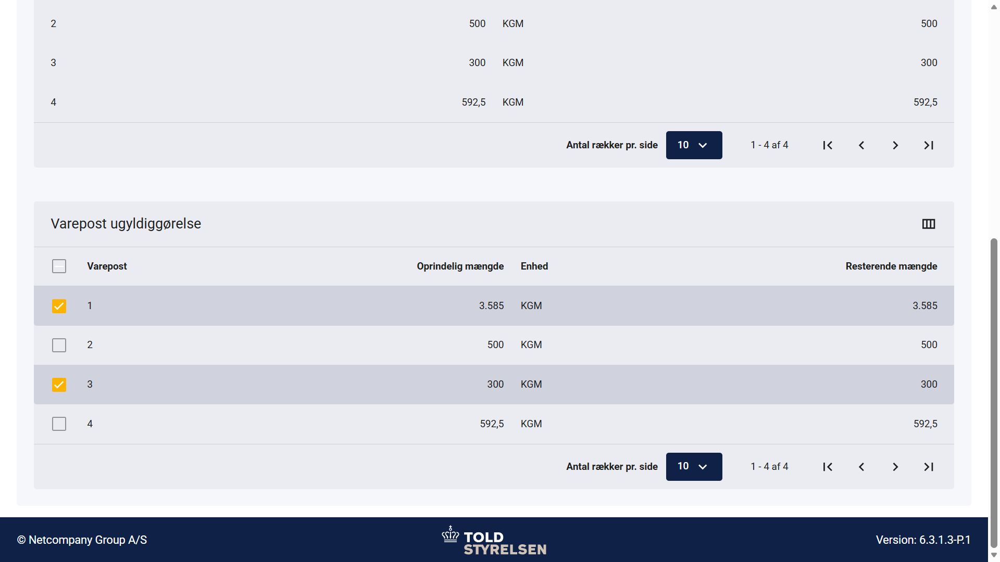 2 500 KGM 500
3 300 KGM 300
4 592,5 KGM 592,5
Antal rækker pr. side 10 1 - 4 af 4
Varepost ugyldiggørelse
Varepost Oprindelig mængde Enhed Resterende mængde
1 3.585 KGM 3.585
2 500 KGM 500
3 300 KGM 300
4 592,5 KGM 592,5
Antal rækker pr. side 10 1 - 4 af 4
© Netcompany Group A/S
TOLD
STYRELSEN
Version: 6.3.1.3-P.1